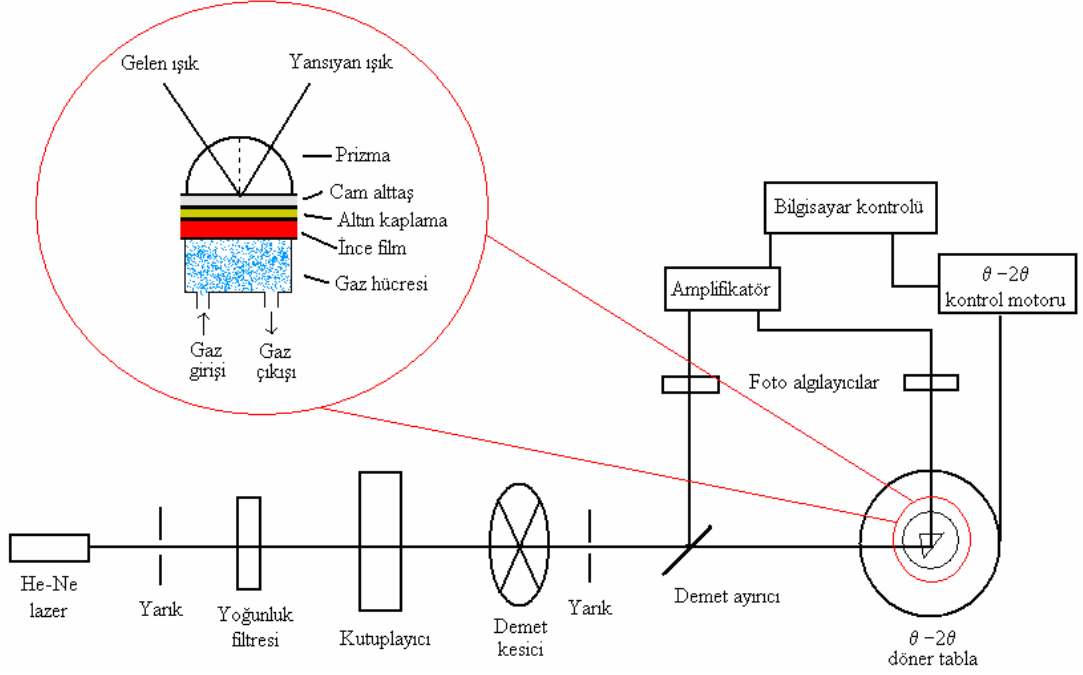 Gelen ışık
Yansıyan ışık
Prizma
Cam alttaş
Altın kaplama
İnce film
Gaz hücresi
Gaz
girişi
Gaz
çıkışı
Bilgisayar kontrolü
Amplifikatör
θ −2θ
kontrol motoru
Foto algılayıcılar
He-Ne
lazer
Yarık
Yoğunluk
filtresi
Kutuplayıcı
Demet
kesici
Yarık
Demet ayırıcı
θ −2θ
döner tabla